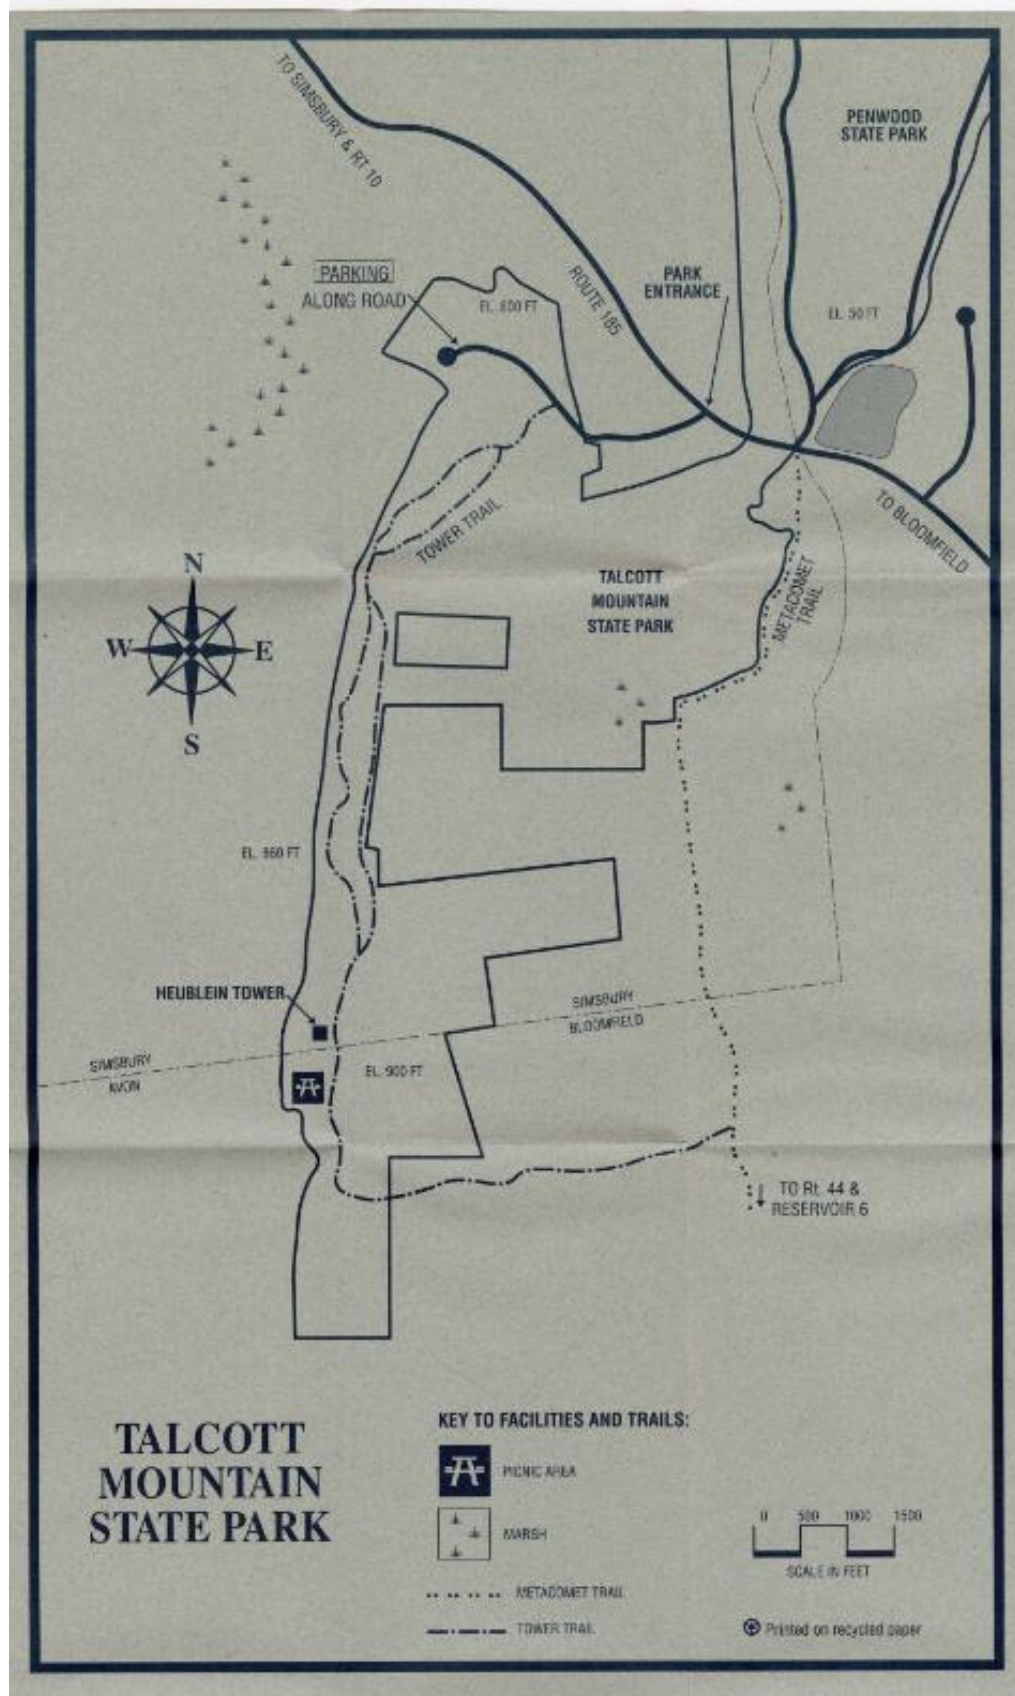 TO SIMSBURY & RT 10
PENWOOD
STATE PARK
PARKING
ALONG ROAD
EL. 800 FT
ROUTE 185
PARK
ENTRANCE
EL. 50 FT
TOWER TRAIL
TO BLOOMFIELD
N
W
E
S
TALCOTT
MOUNTAIN
STATE PARK
METACOMET
TRAIL
EL. 960 FT
HEUBLEIN TOWER
SIMSBURY
BLOOMFIELD
SIMSBURY
AVON
EL. 900 FT
TO Rt. 44 &
RESERVOIR 6
TALCOTT
MOUNTAIN
STATE PARK
KEY TO FACILITIES AND TRAILS:
PICNIC AREA
MARSH
METACOMET TRAIL
TOWER TRAIL
0 500 1000 1500
SCALE IN FEET
Printed on recycled paper